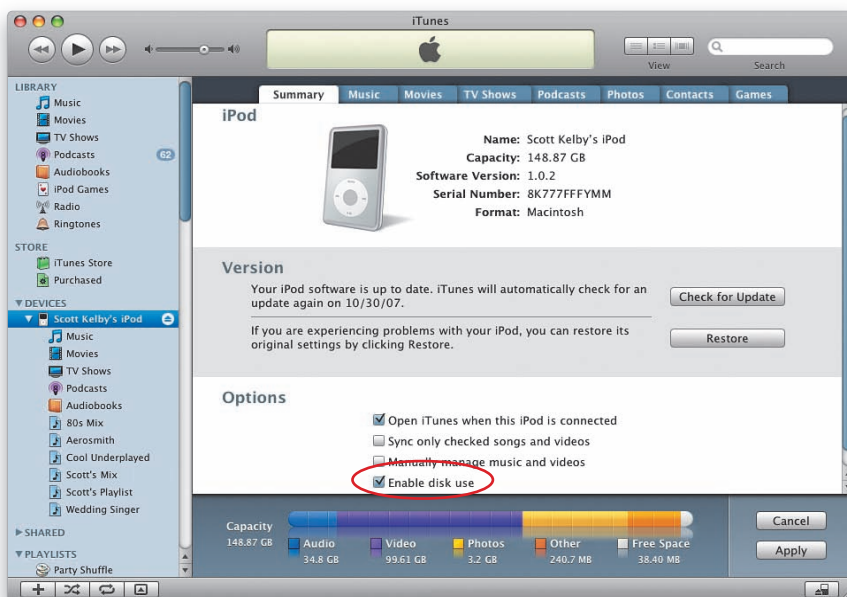 iTunes
View
Search
LIBRARY
Music
Movies
TV Shows
Podcasts 62
Audiobooks
iPod Games
Radio
Ringtones
STORE
iTunes Store
Purchased
DEVICES
Scott Kelby's iPod
Music
Movies
TV Shows
Podcasts
Audiobooks
80s Mix
Aerosmith
Cool Underplayed
Scott's Mix
Scott's Playlist
Wedding Singer
SHARED
PLAYLISTS
Party Shuffle
Summary Music Movies TV Shows Podcasts Photos Contacts Games
iPod
Name: Scott Kelby's iPod
Capacity: 148.87 GB
Software Version: 1.0.2
Serial Number: 8K777FFFYMM
Format: Macintosh
Version
Your iPod software is up to date. iTunes will automatically check for an
update again on 10/30/07.
Check for Update
If you are experiencing problems with your iPod, you can restore its
original settings by clicking Restore.
Restore
Options
Open iTunes when this iPod is connected
Sync only checked songs and videos
Manually manage music and videos
Enable disk use
Capacity
148.87 GB
Audio
34.8 GB
Video
99.61 GB
Photos
3.2 GB
Other
240.7 MB
Free Space
38.40 MB
Cancel
Apply